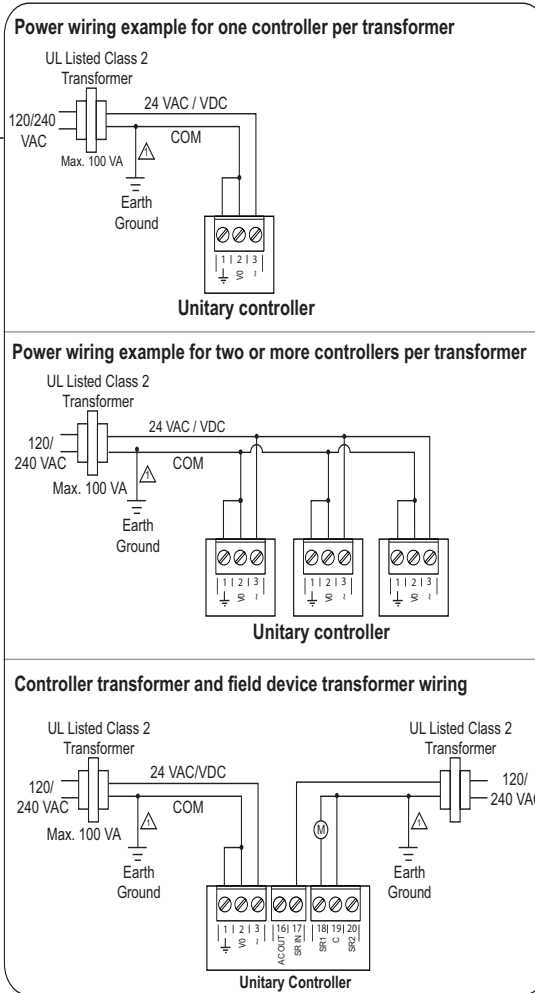 Power wiring example for one controller per transformer
UL Listed Class 2
Transformer
24 VAC / VDC
120/240
VAC
COM
1
Max. 100 VA
Earth
Ground
1 2 3
V0 ~
Unitary controller
Power wiring example for two or more controllers per transformer
UL Listed Class 2
Transformer
24 VAC / VDC
120/
240 VAC
COM
1
Max. 100 VA
Earth
Ground
1 2 3
V0 ~
1 2 3
V0 ~
1 2 3
V0 ~
Unitary controller
Controller transformer and field device transformer wiring
UL Listed Class 2
Transformer
UL Listed Class 2
Transformer
24 VAC/VDC
120/
240 VAC
120/
240 VAC
COM
1
M
1
Max. 100 VA
Earth
Ground
Earth
Ground
1 2 3 16 17 18 19 20
V0 ~ AC OUT SR IN SR1 C SR2
Unitary Controller